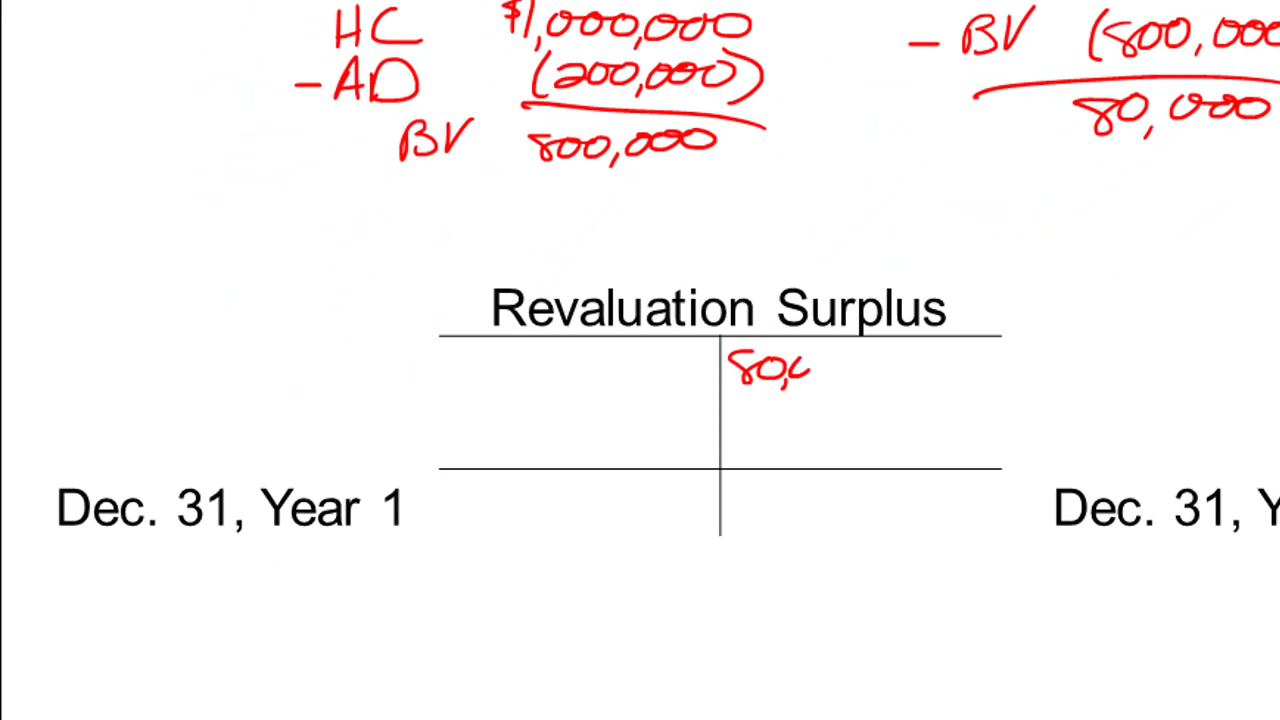 HC $1,000,000
- AD (200,000)
BV 800,000
- BV (800,000
80,000
Revaluation Surplus
80,0
Dec. 31, Year 1
Dec. 31, Y